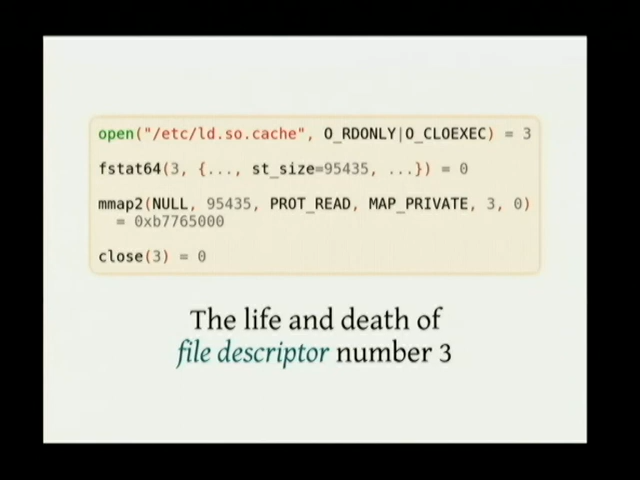 open("/etc/ld.so.cache", O_RDONLY|O_CLOEXEC) = 3
fstat64(3, {..., st_size=95435, ...}) = 0
mmap2(NULL, 95435, PROT_READ, MAP_PRIVATE, 3, 0)
= 0xb7765000
close(3) = 0
The life and death of
file descriptor number 3